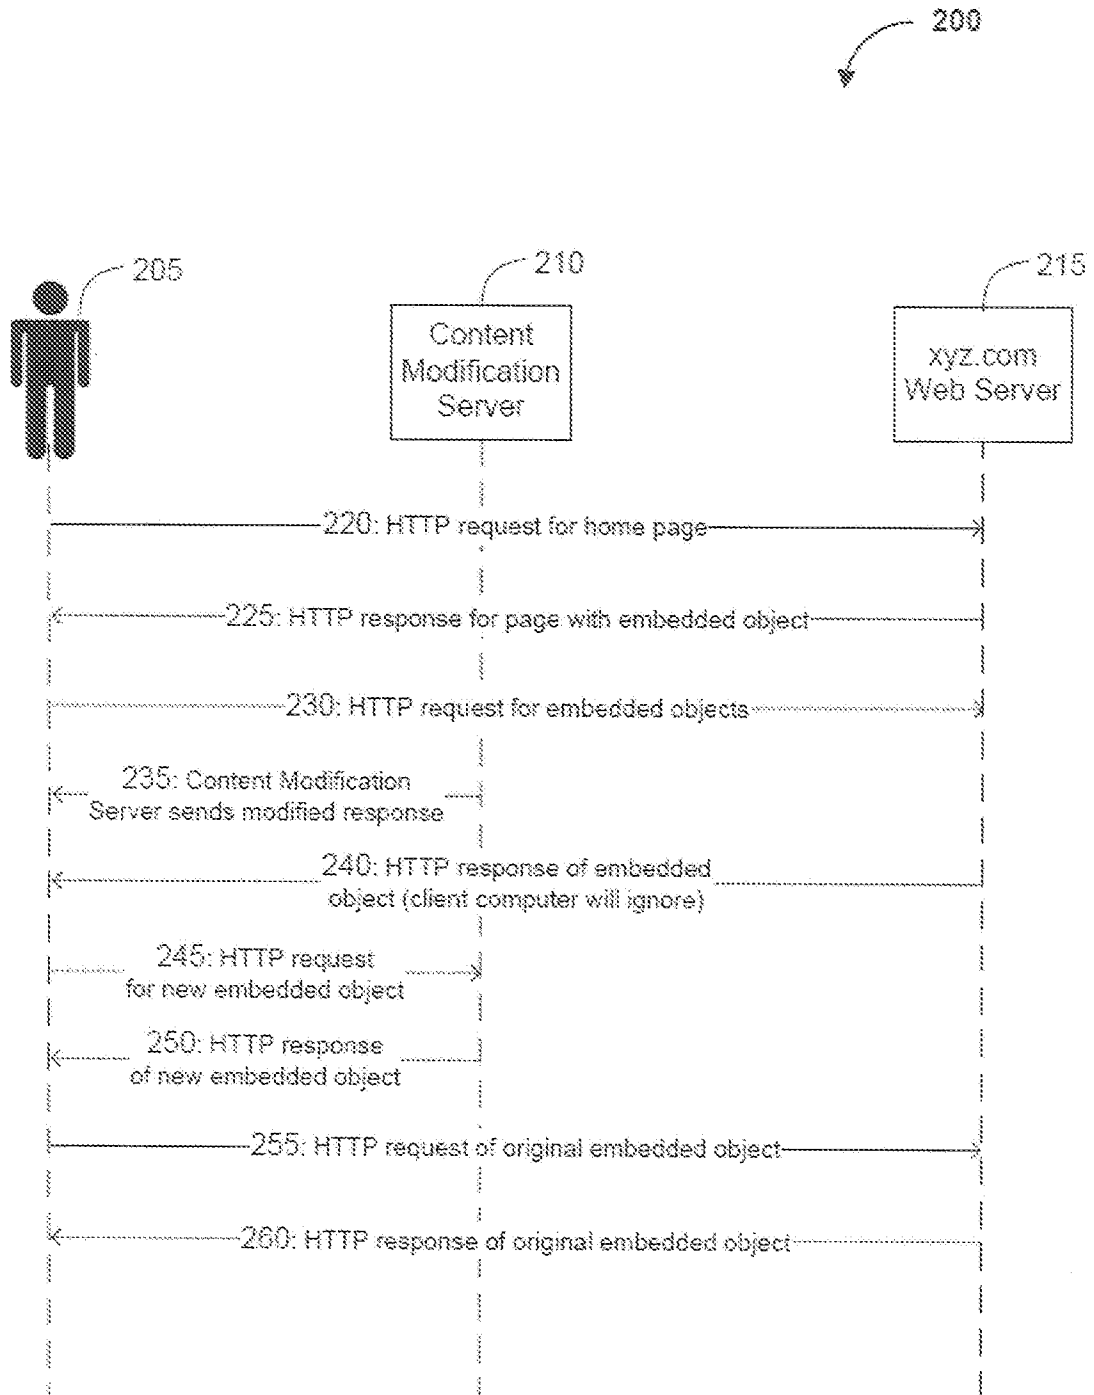 200
205
210
215
Content
Modification
Server
xyz.com
Web Server
220: HTTP request for home page
225: HTTP response for page with embedded object
230: HTTP request for embedded objects
235: Content Modification
Server sends modified response
240: HTTP response of embedded
object (client computer will ignore)
245: HTTP request
for new embedded object
250: HTTP response
of new embedded object
255: HTTP request of original embedded object
260: HTTP response of original embedded object